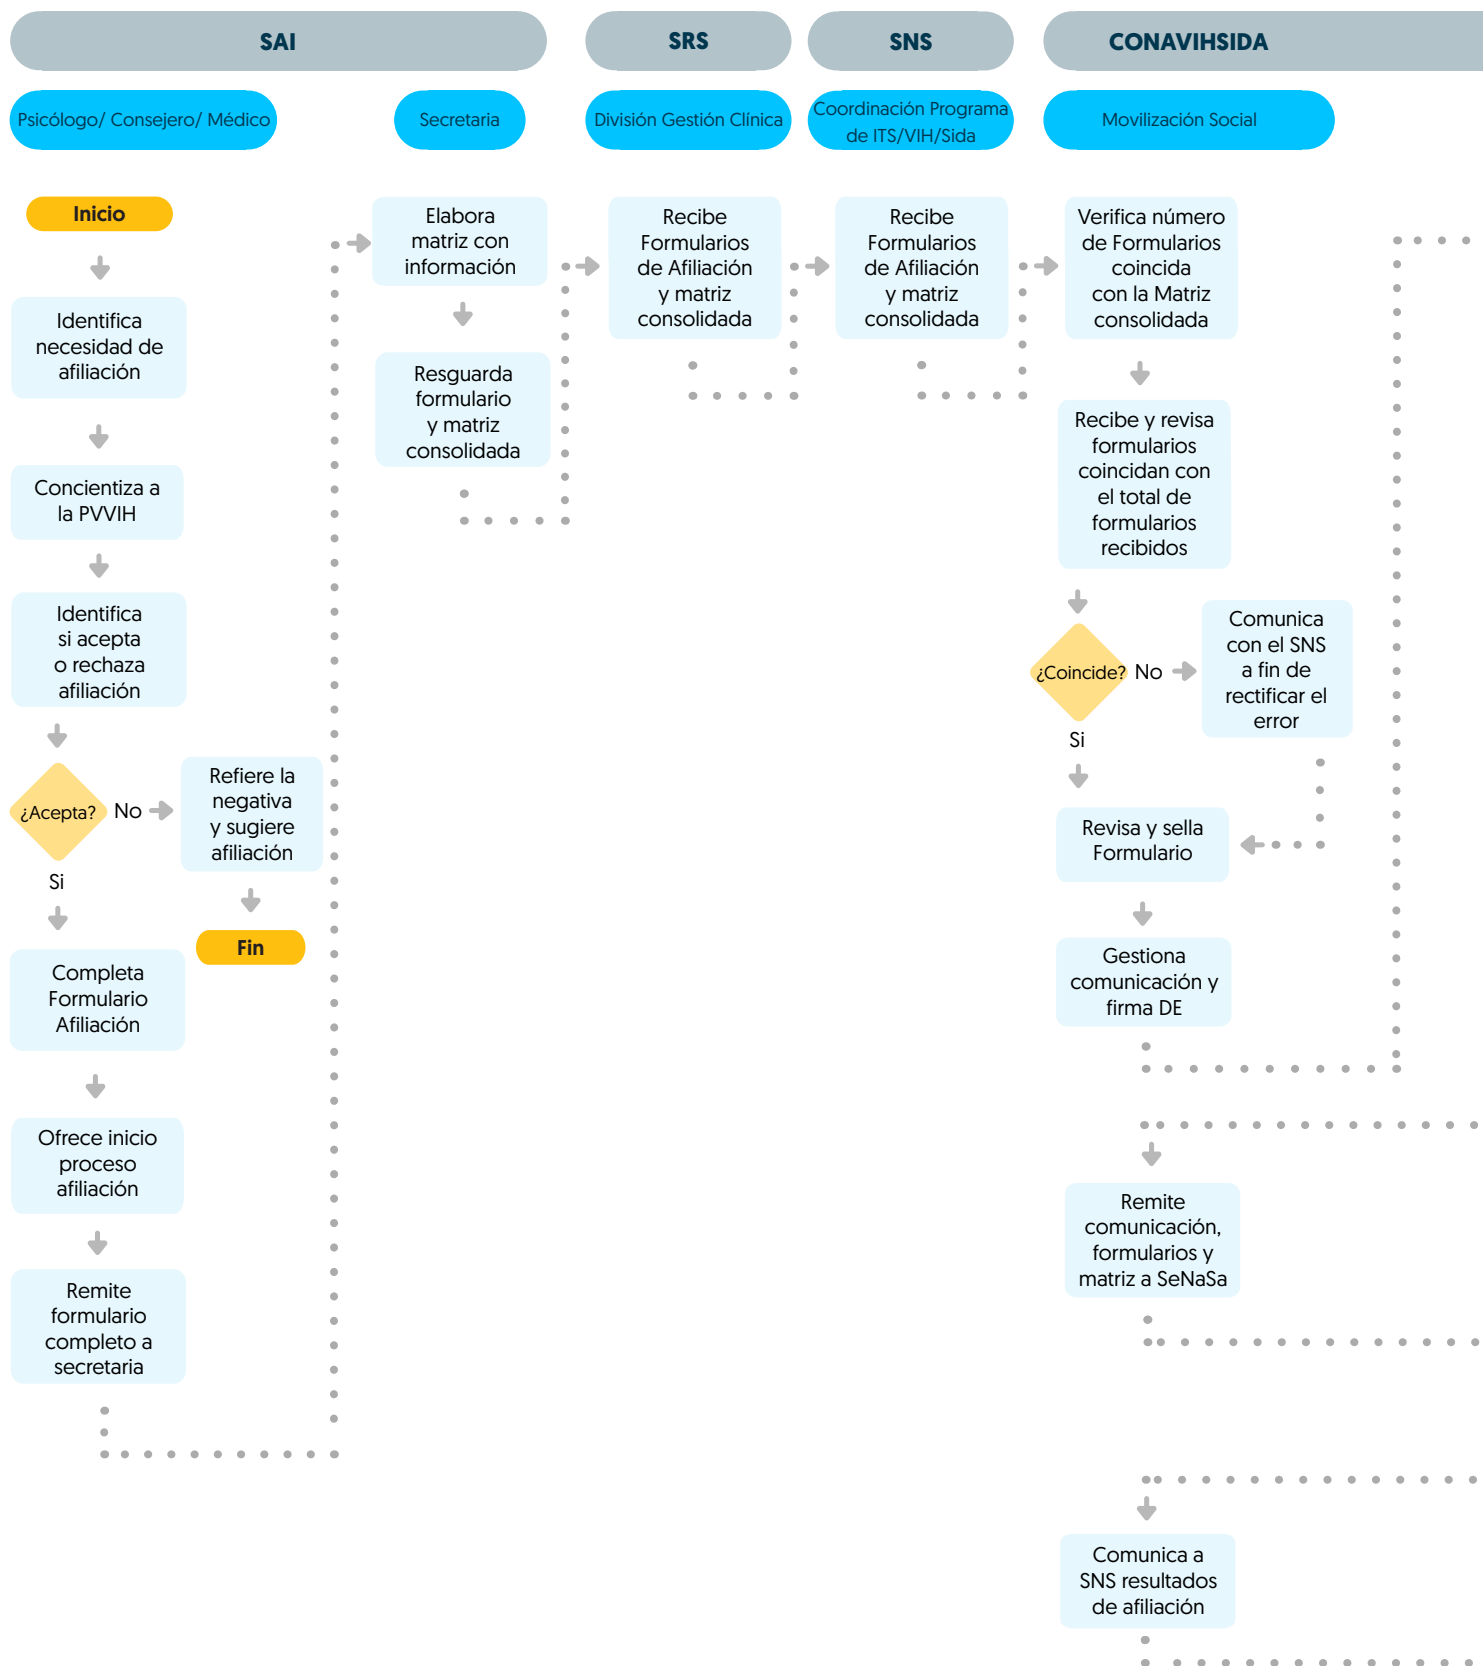 SAI
SRS
SNS
CONAVIHSIDA
Psicólogo/ Consejero/ Médico
Secretaria
División Gestión Clínica
Coordinación Programa
de ITS/VIH/Sida
Movilización Social
Inicio
Identifica
necesidad de
afiliación
Concientiza a
la PVVIH
Identifica
si acepta
o rechaza
afiliación
¿Acepta?
No
Refiere la
negativa
y sugiere
afiliación
Fin
Si
Completa
Formulario
Afiliación
Ofrece inicio
proceso
afiliación
Remite
formulario
completo a
secretaria
Elabora
matriz con
información
Resguarda
formulario
y matriz
consolidada
Recibe
Formularios
de Afiliación
y matriz
consolidada
Recibe
Formularios
de Afiliación
y matriz
consolidada
Verifica número
de Formularios
coincida
con la Matriz
consolidada
Recibe y revisa
formularios
coincidan con
el total de
formularios
recibidos
¿Coincide?
No
Comunica
con el SNS
a fin de
rectificar el
error
Si
Revisa y sella
Formulario
Gestiona
comunicación y
firma DE
Remite
comunicación,
formularios y
matriz a SeNaSa
Comunica a
SNS resultados
de afiliación